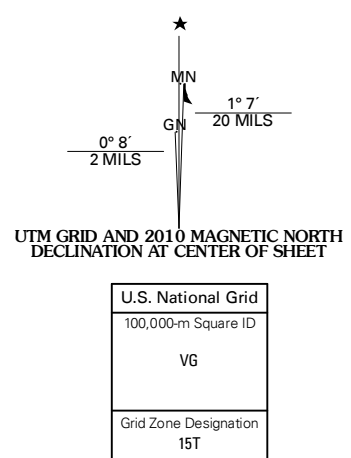 ★
MN
1° 7´
GN
20 MILS
0° 8´
2 MILS
UTM GRID AND 2010 MAGNETIC NORTH
DECLINATION AT CENTER OF SHEET
U.S. National Grid
100,000-m Square ID
VG
Grid Zone Designation
15T